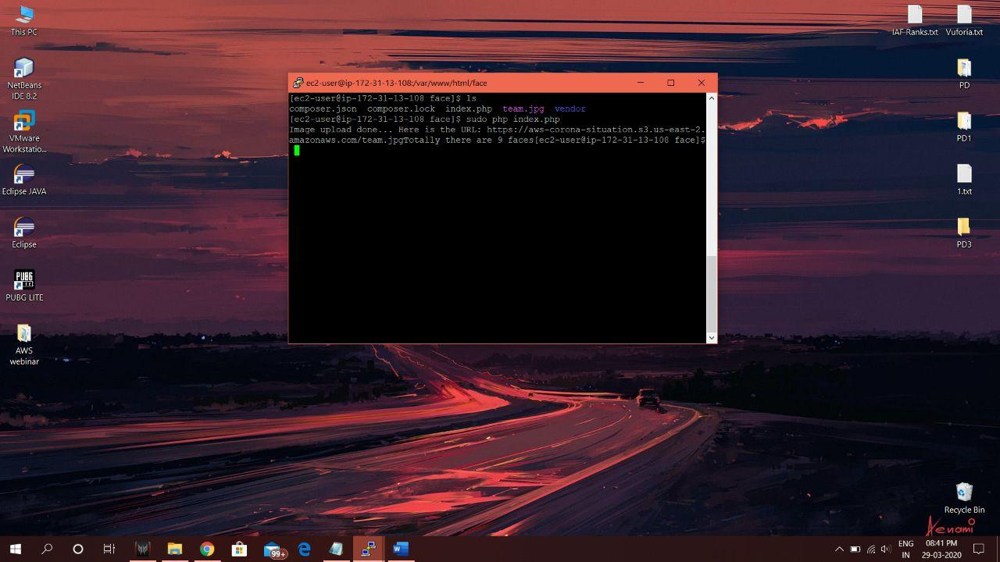 This PC
NetBeans
IDE 8.2
VMware
Workstatio...
Eclipse JAVA
Eclipse
PUBG
LITE
PUBG LITE
AWS
webinar
ec2-user@ip-172-31-13-108:/var/www/html/face
[ec2-user@ip-172-31-13-108 face]$ ls
composer.json  composer.lock  index.php  team.jpg  vendor
[ec2-user@ip-172-31-13-108 face]$ sudo php index.php
Image upload done... Here is the URL: https://aws-corona-situation.s3.us-east-2.
amazonaws.com/team.jpgTotally there are 9 faces[ec2-user@ip-172-31-13-108 face]$
IAF-Ranks.txt
Vuforia.txt
PD
PD1
1.txt
PD3
Recycle Bin
Aenami
99+
ENG
IN
08:41 PM
29-03-2020